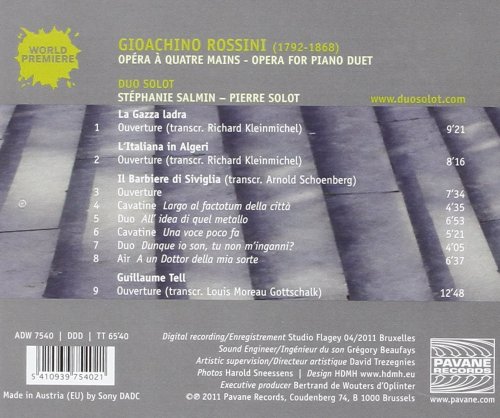 WORLD
PREMIERE
GIOACHINO ROSSINI (1792-1868)
OPÉRA À QUATRE MAINS - OPERA FOR PIANO DUET
DUO SOLOT
STÉPHANIE SALMIN – PIERRE SOLOT
www.duosolot.com
La Gazza ladra
1 Ouverture (transcr. Richard Kleinmichel) 9'21
L'Italiana in Algeri
2 Ouverture (transcr. Richard Kleinmichel) 8'16
Il Barbiere di Siviglia (transcr. Arnold Schoenberg)
3 Ouverture 7'34
4 Cavatine Largo al factotum della città 4'35
5 Duo All' idea di quel metallo 6'53
6 Cavatine Una voce poco fa 5'21
7 Duo Dunque io son, tu non m'inganni? 4'05
8 Air A un Dottor della mia sorte 6'37
Guillaume Tell
9 Ouverture (transcr. Louis Moreau Gottschalk) 12'48
ADW 7540 | DDD | TT 65'40
5 410939 754021
Made in Austria (EU) by Sony DADC
Digital recording/Enregistrement Studio Flagey 04/2011 Bruxelles
Sound Engineer/Ingénieur du son Grégory Beaufays
Artistic supervision/Directeur artistique David Trezegnies
Photos Harold Sneessens | Design HDMH www.hdmh.eu
Executive producer Bertrand de Wouters d'Oplinter
© 2011 Pavane Records, Coudenberg 74, B 1000 Brussels
PAVANE
RECORDS
www.pavane.com